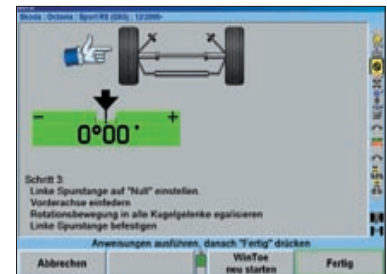 Skoda : Octavia : Sport RS (G80) : 12/2000-
- +
0°00'
Schritt 3:
Linke Spurstange auf "Null" einstellen.
Vorderachse einfedern
Rotationsbewegung in alle Kugelgelenke egalisieren
Linke Spurstange befestigen
Anweisungen ausführen, danach "Fertig" drücken
Abbrechen
WinToe
neu starten
Fertig